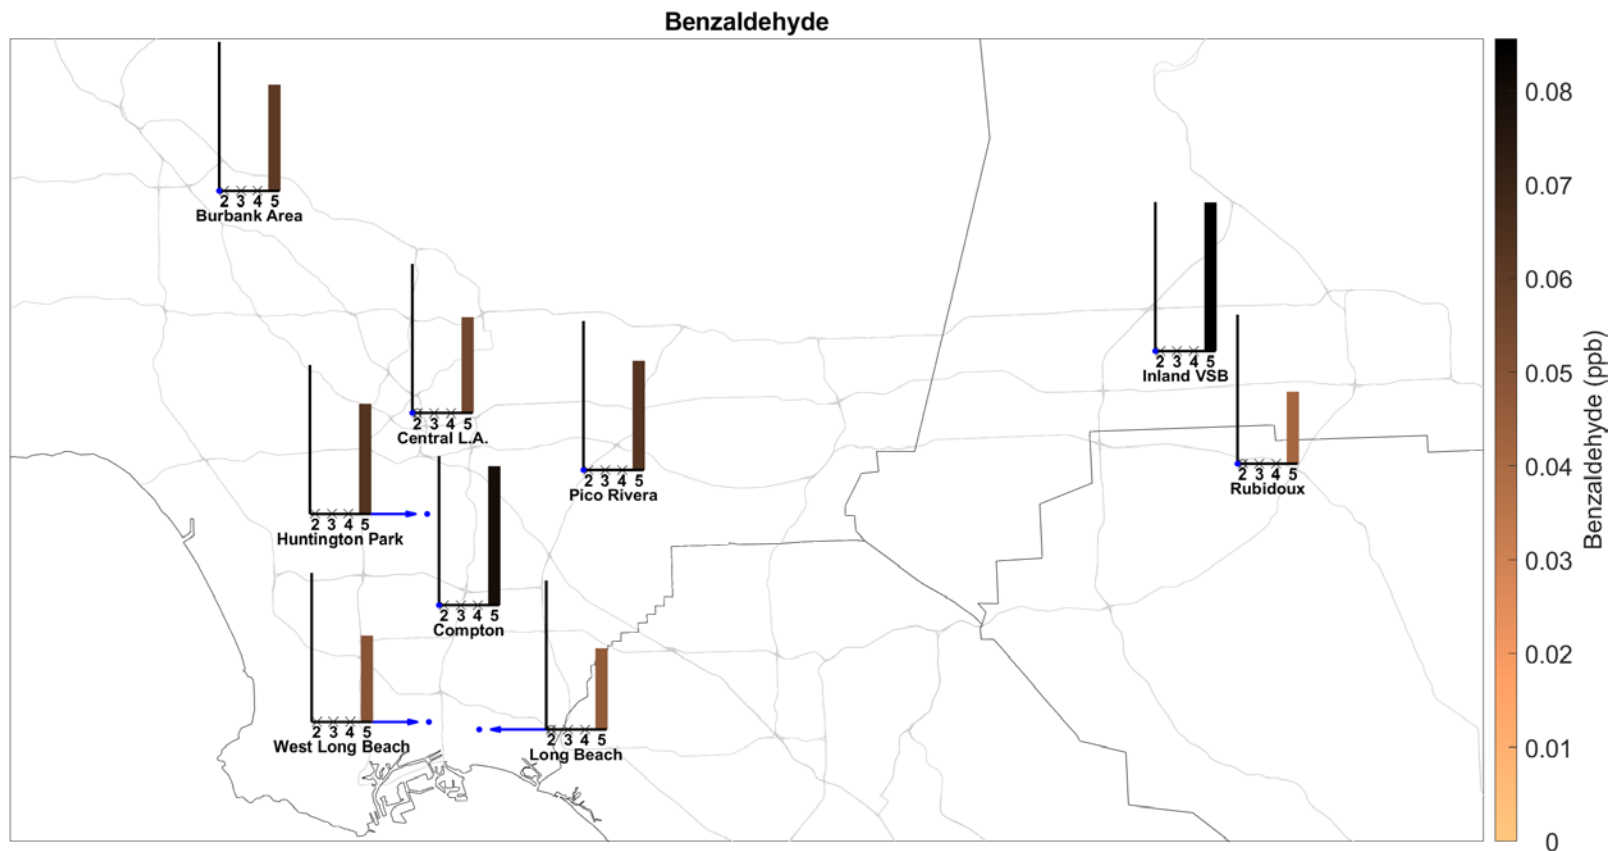 Benzaldehyde
2 3 4 5
Burbank Area
2 3 4 5
Inland VSB
2 3 4 5
Central L.A.
2 3 4 5
Pico Rivera
2 3 4 5
Rubidoux
2 3 4 5
Huntington Park
2 3 4 5
Compton
2 3 4 5
West Long Beach
2 3 4 5
Long Beach
0.08
0.07
0.06
0.05
0.04
0.03
0.02
0.01
0
Benzaldehyde (ppb)